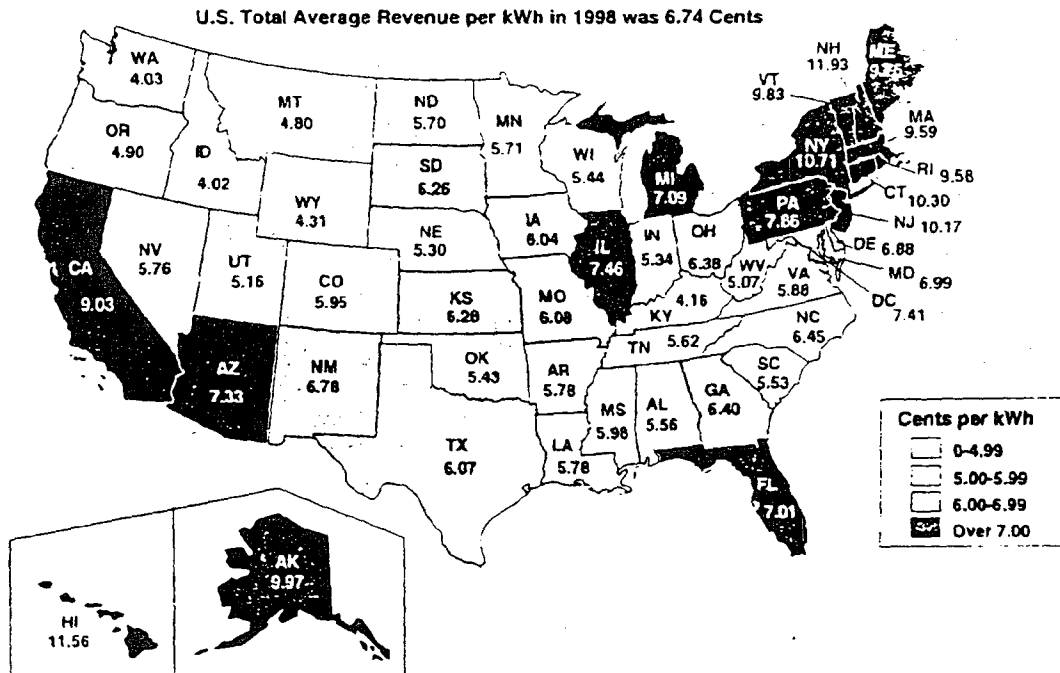 U.S. Total Average Revenue per kWh in 1998 was 6.74 Cents
WA
4.03
OR
4.90
ID
4.02
MT
4.80
WY
4.31
ND
5.70
SD
6.26
NE
5.30
KS
6.28
MN
5.71
WI
5.44
IA
6.04
MO
6.08
IL
7.46
MI
7.09
IN
5.34
OH
6.38
KY
4.16
WV
5.07
VA
5.88
PA
7.86
NY
10.71
VT
9.83
NH
11.93
ME
MA
9.59
RI 9.58
CT
10.30
NJ 10.17
DE 6.88
MD
6.99
DC
7.41
CA
9.03
NV
5.76
UT
5.16
CO
5.95
AZ
7.33
NM
6.78
OK
5.43
TX
6.07
AR
5.78
LA
5.78
MS
5.98
AL
5.56
GA
6.40
TN 5.62
NC
6.45
SC
5.53
FL
7.01
AK
9.97
HI
11.56
Cents per kWh
0-4.99
5.00-5.99
6.00-6.99
Over 7.00